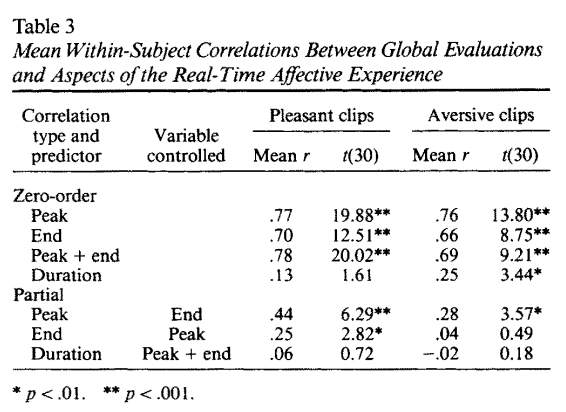 Table 3
Mean Within-Subject Correlations Between Global Evaluations
and Aspects of the Real-Time Affective Experience
Correlation Pleasant clips Aversive clips
type and Variable
predictor controlled Mean r t(30) Mean r t(30)
Zero-order
Peak .77 19.88** .76 13.80**
End .70 12.51** .66 8.75**
Peak + end .78 20.02** .69 9.21**
Duration .13 1.61 .25 3.44*
Partial
Peak End .44 6.29** .28 3.57*
End Peak .25 2.82* .04 0.49
Duration Peak + end .06 0.72 −.02 0.18
* p < .01. ** p < .001.